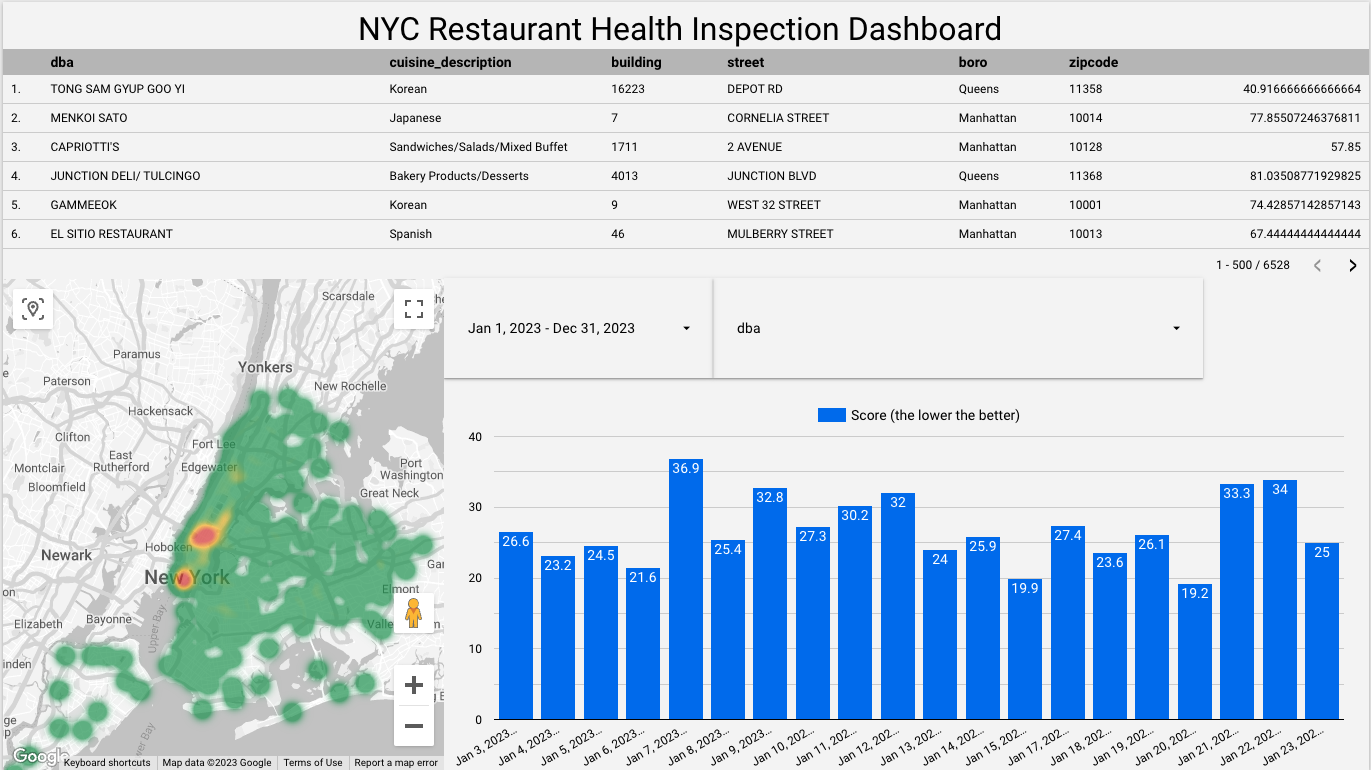 NYC Restaurant Health Inspection Dashboard
dba cuisine_description building street boro zipcode
1. TONG SAM GYUP GOO YI Korean 16223 DEPOT RD Queens 11358 40.916666666666664
2. MENKOI SATO Japanese 7 CORNELIA STREET Manhattan 10014 77.85507246376811
3. CAPRIOTTI'S Sandwiches/Salads/Mixed Buffet 1711 2 AVENUE Manhattan 10128 57.85
4. JUNCTION DELI/ TULCINGO Bakery Products/Desserts 4013 JUNCTION BLVD Queens 11368 81.03508771929825
5. GAMMEEOK Korean 9 WEST 32 STREET Manhattan 10001 74.42857142857143
6. EL SITIO RESTAURANT Spanish 46 MULBERRY STREET Manhattan 10013 67.44444444444444
1 - 500 / 6528
Scarsdale
Paramus
Yonkers
Paterson
New Rochelle
Hackensack
Clifton
Fort Lee
East
Rutherford
Montclair
Edgewater
Port
Washington
Bloomfield
Great Neck
Hoboken
Newark
New York
Elmont
Bayonne
Elizabeth
Upper Bay
Google
Keyboard shortcuts
Map data ©2023 Google
Terms of Use
Report a map error
Jan 1, 2023 - Dec 31, 2023
dba
Score (the lower the better)
40
30
20
10
0
26.6
23.2
24.5
21.6
36.9
25.4
32.8
27.3
30.2
32
24
25.9
19.9
27.4
23.6
26.1
19.2
33.3
34
25
Jan 3, 2023…
Jan 4, 2023…
Jan 5, 2023…
Jan 6, 2023…
Jan 7, 2023…
Jan 8, 2023…
Jan 9, 2023…
Jan 10, 202…
Jan 11, 202…
Jan 12, 202…
Jan 13, 202…
Jan 14, 202…
Jan 15, 202…
Jan 17, 202…
Jan 18, 202…
Jan 19, 202…
Jan 20, 202…
Jan 21, 202…
Jan 22, 202…
Jan 23, 202…